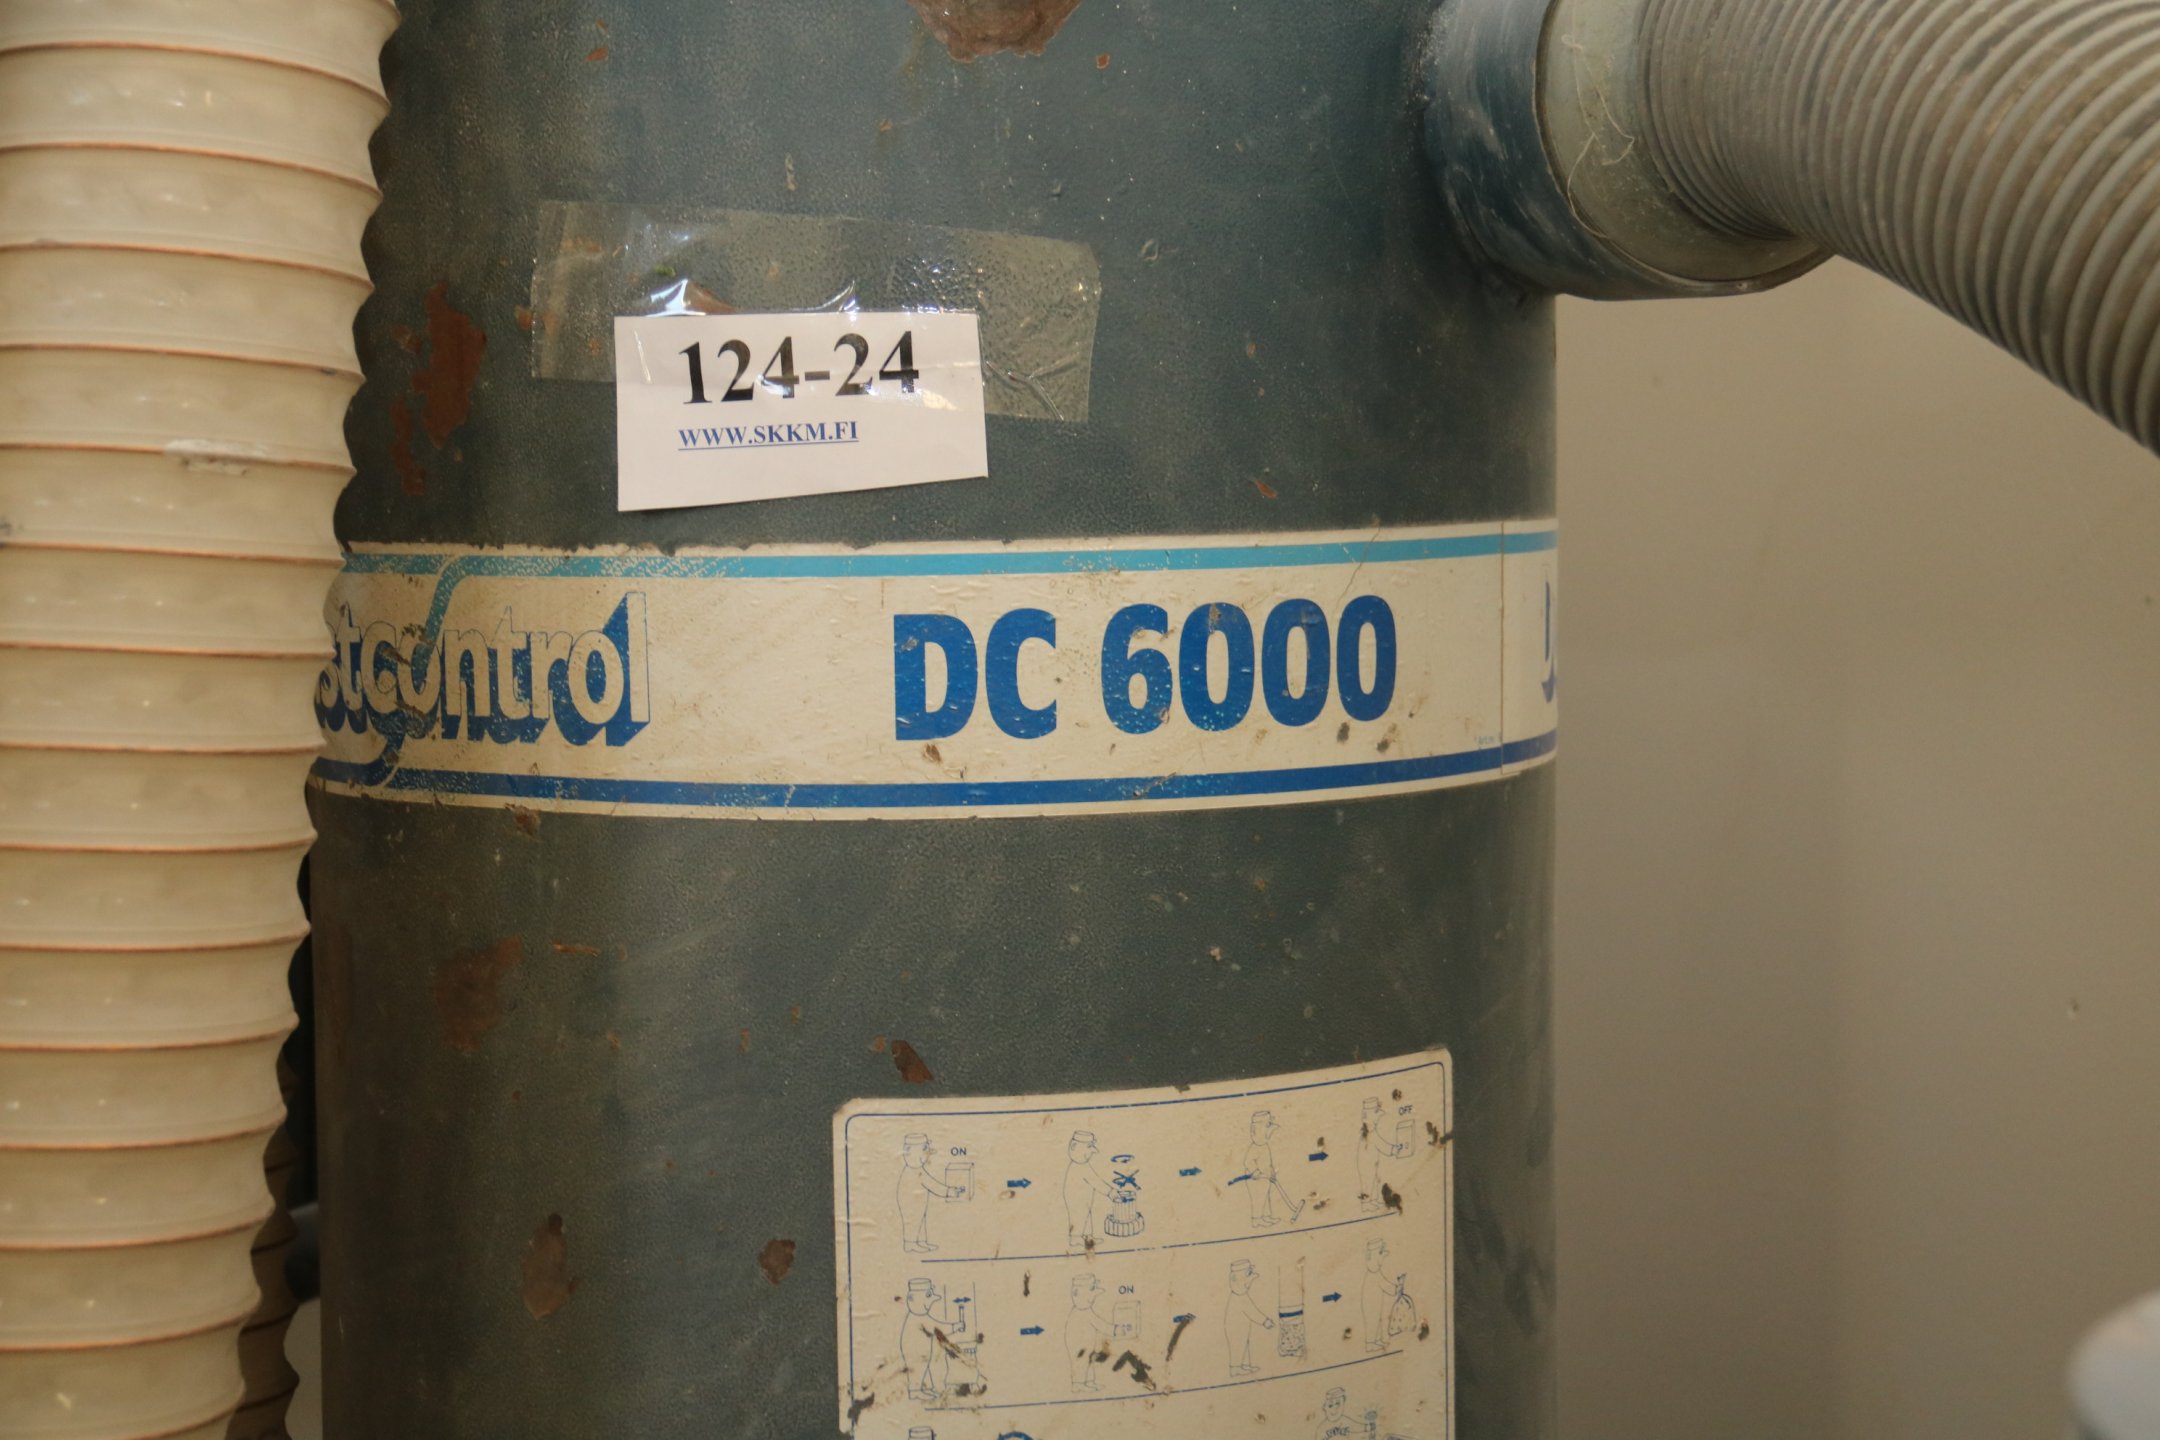 124-24
WWW.SKKM.FI
stcontrol
DC 6000
ON
OFF
ON